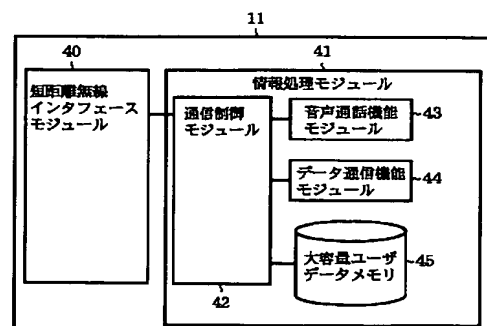 11
40
41
短距離無線
インタフェース
モジュール
情報処理モジュール
通信制御
モジュール
音声通話機能
モジュール
43
データ通信機能
モジュール
44
大容量ユーザ
データメモリ
45
42